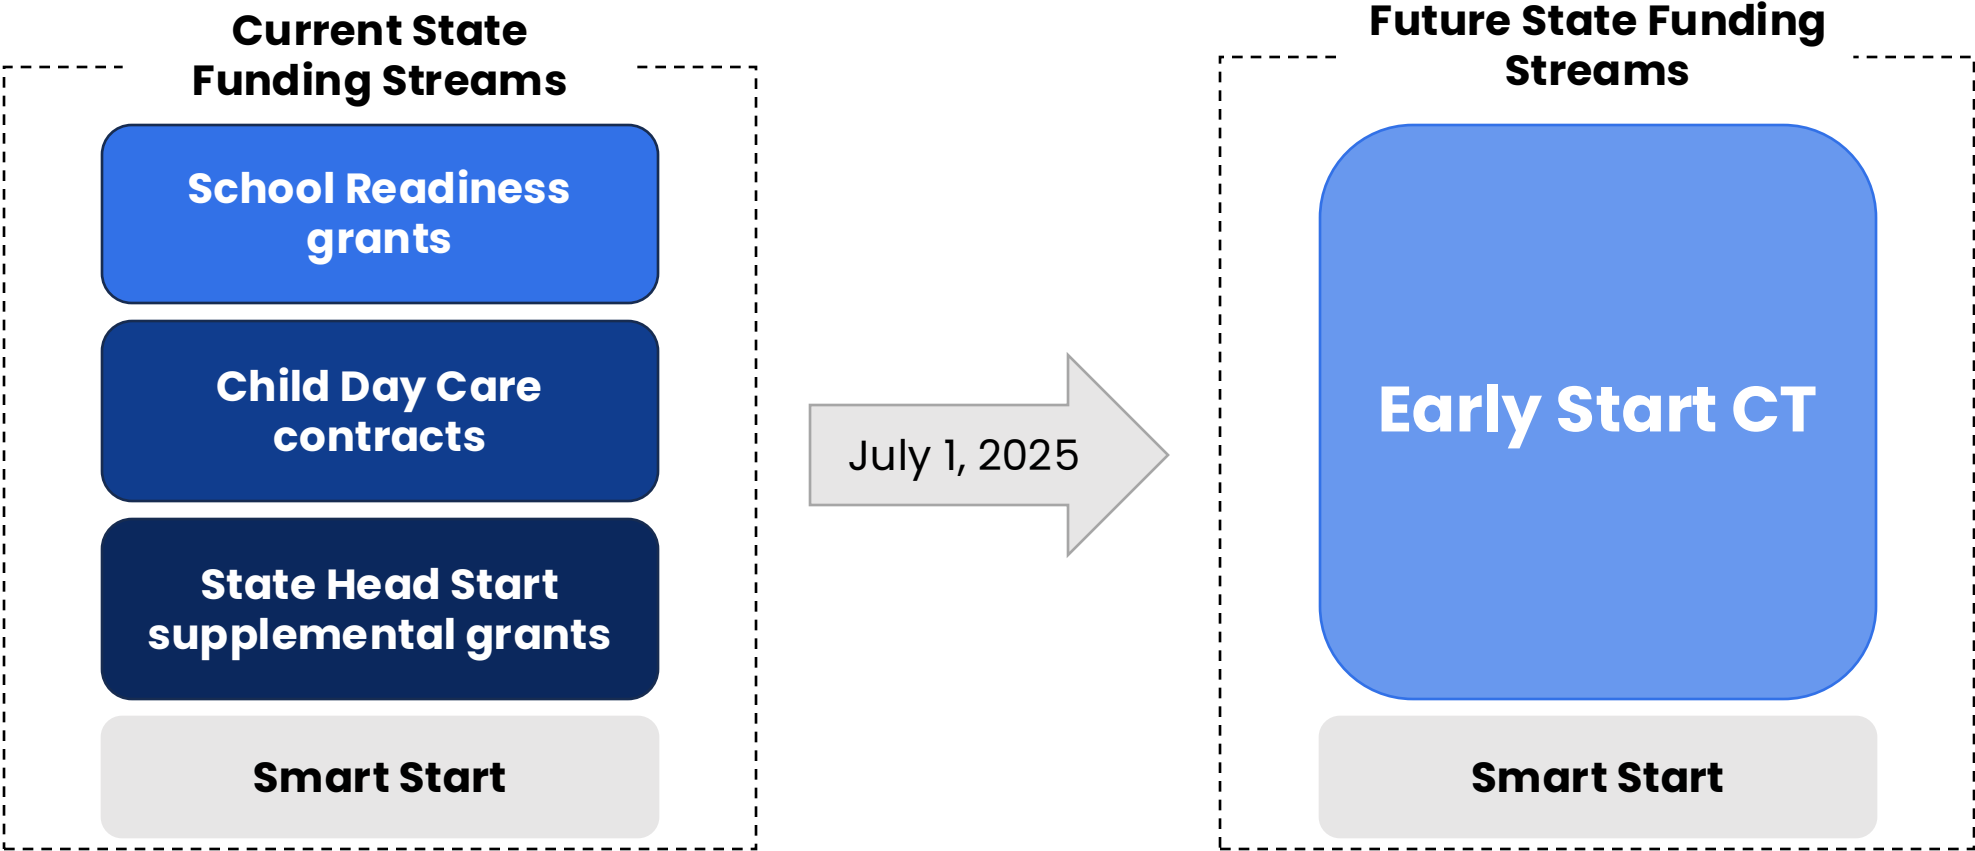 Current State
Funding Streams
School Readiness
grants
Child Day Care
contracts
State Head Start
supplemental grants
Smart Start
July 1, 2025
Future State Funding
Streams
Early Start CT
Smart Start